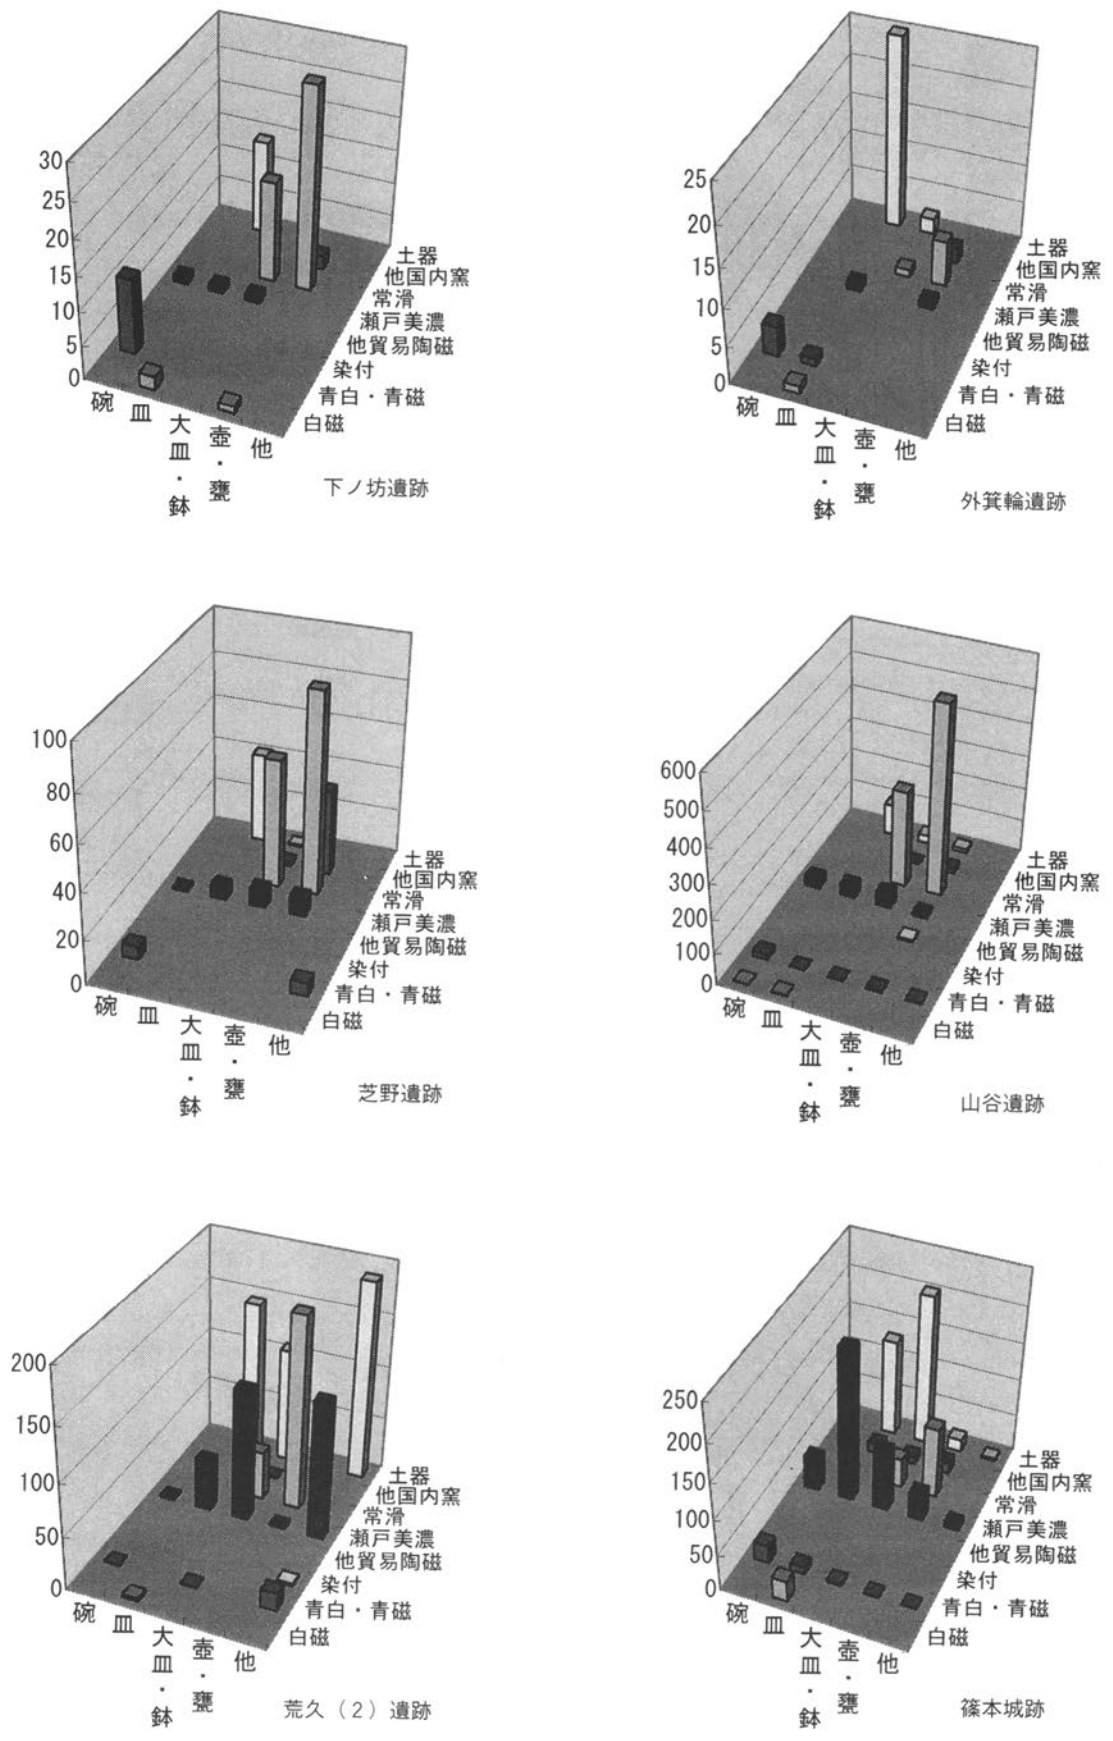 30
25
20
15
10
5
0
碗
皿
大皿・鉢
壺・甕
他
土器
他国内窯
常滑
瀬戸美濃
他貿易陶磁
染付
青白・青磁
白磁
下ノ坊遺跡
25
20
15
10
5
0
碗
皿
大皿・鉢
壺・甕
他
土器
他国内窯
常滑
瀬戸美濃
他貿易陶磁
染付
青白・青磁
白磁
外箕輪遺跡
100
80
60
40
20
0
碗
皿
大皿・鉢
壺・甕
他
土器
他国内窯
常滑
瀬戸美濃
他貿易陶磁
染付
青白・青磁
白磁
芝野遺跡
600
500
400
300
200
100
0
碗
皿
大皿・鉢
壺・甕
他
土器
他国内窯
常滑
瀬戸美濃
他貿易陶磁
染付
青白・青磁
白磁
山谷遺跡
200
150
100
50
0
碗
皿
大皿・鉢
壺・甕
他
土器
他国内窯
常滑
瀬戸美濃
他貿易陶磁
染付
青白・青磁
白磁
荒久（2）遺跡
250
200
150
100
50
0
碗
皿
大皿・鉢
壺・甕
他
土器
他国内窯
常滑
瀬戸美濃
他貿易陶磁
染付
青白・青磁
白磁
篠本城跡